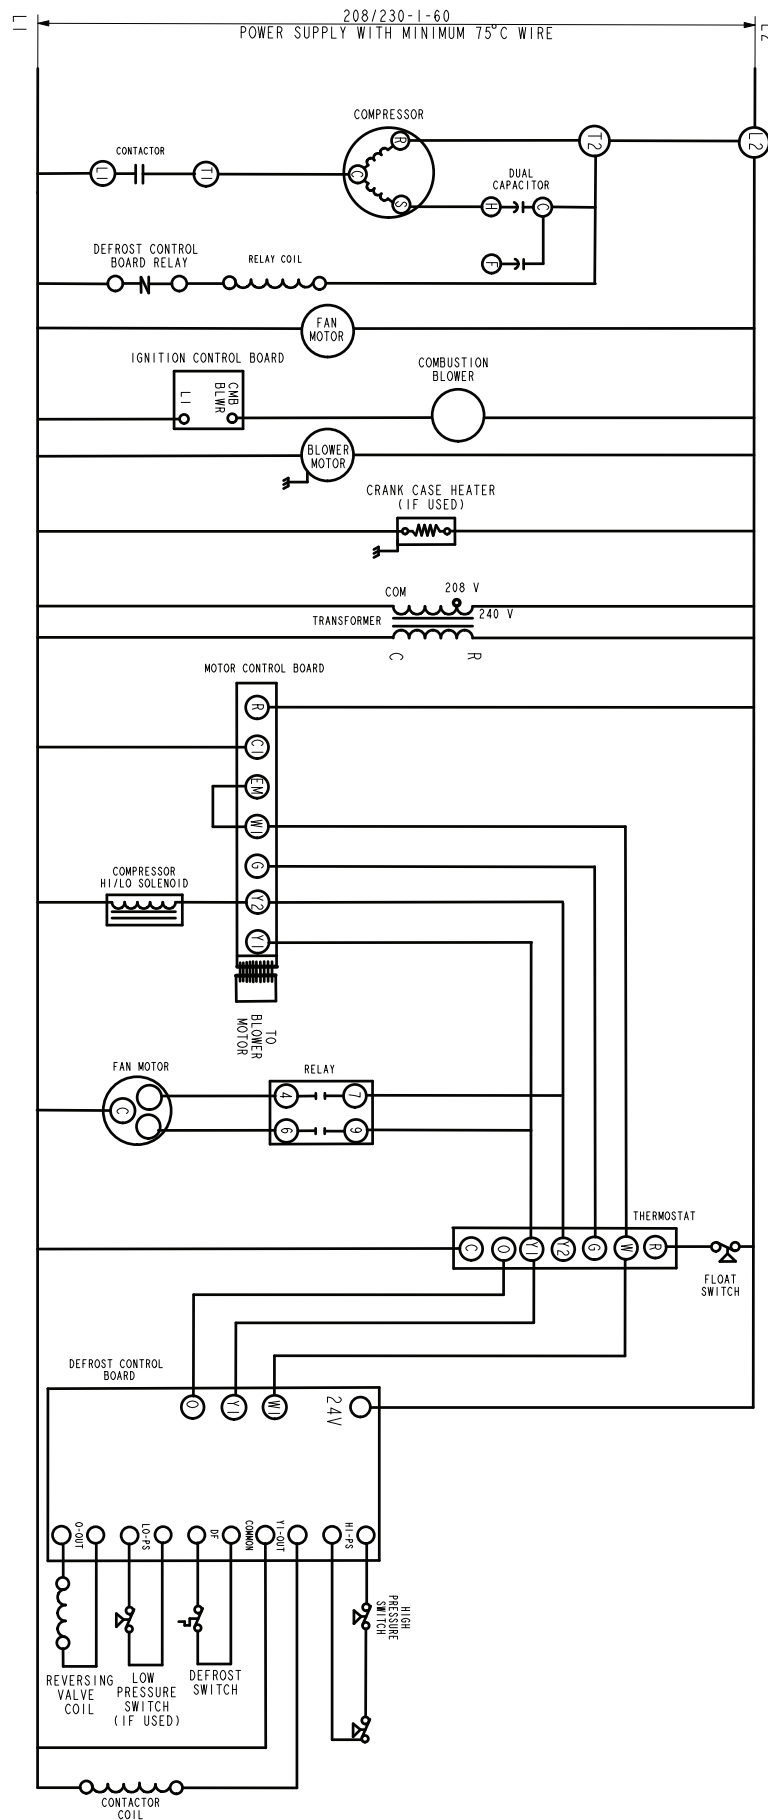 208/230-1-60
POWER SUPPLY WITH MINIMUM 75°C WIRE
L1
L2
COMPRESSOR
CONTACTOR
L1
T1
C
R
S
T2
L2
DUAL
CAPACITOR
H
C
F
DEFROST CONTROL
BOARD RELAY
RELAY COIL
FAN
MOTOR
IGNITION CONTROL BOARD
L1
CMB
BLWR
COMBUSTION
BLOWER
BLOWER
MOTOR
CRANK CASE HEATER
(IF USED)
COM
208 V
240 V
TRANSFORMER
C
R
MOTOR CONTROL BOARD
R
C1
EM
W1
G
Y2
Y1
COMPRESSOR
HI/LO SOLENOID
TO
BLOWER
MOTOR
FAN MOTOR
C
RELAY
4
7
6
9
THERMOSTAT
C
O
Y1
Y2
G
W
R
FLOAT
SWITCH
DEFROST CONTROL
BOARD
O
Y1
W1
24V
O-OUT
LO-PS
DF
COMMON
Y1-OUT
HI-PS
HIGH
PRESSURE
SWITCH
REVERSING
VALVE
COIL
LOW
PRESSURE
SWITCH
(IF USED)
DEFROST
SWITCH
CONTACTOR
COIL